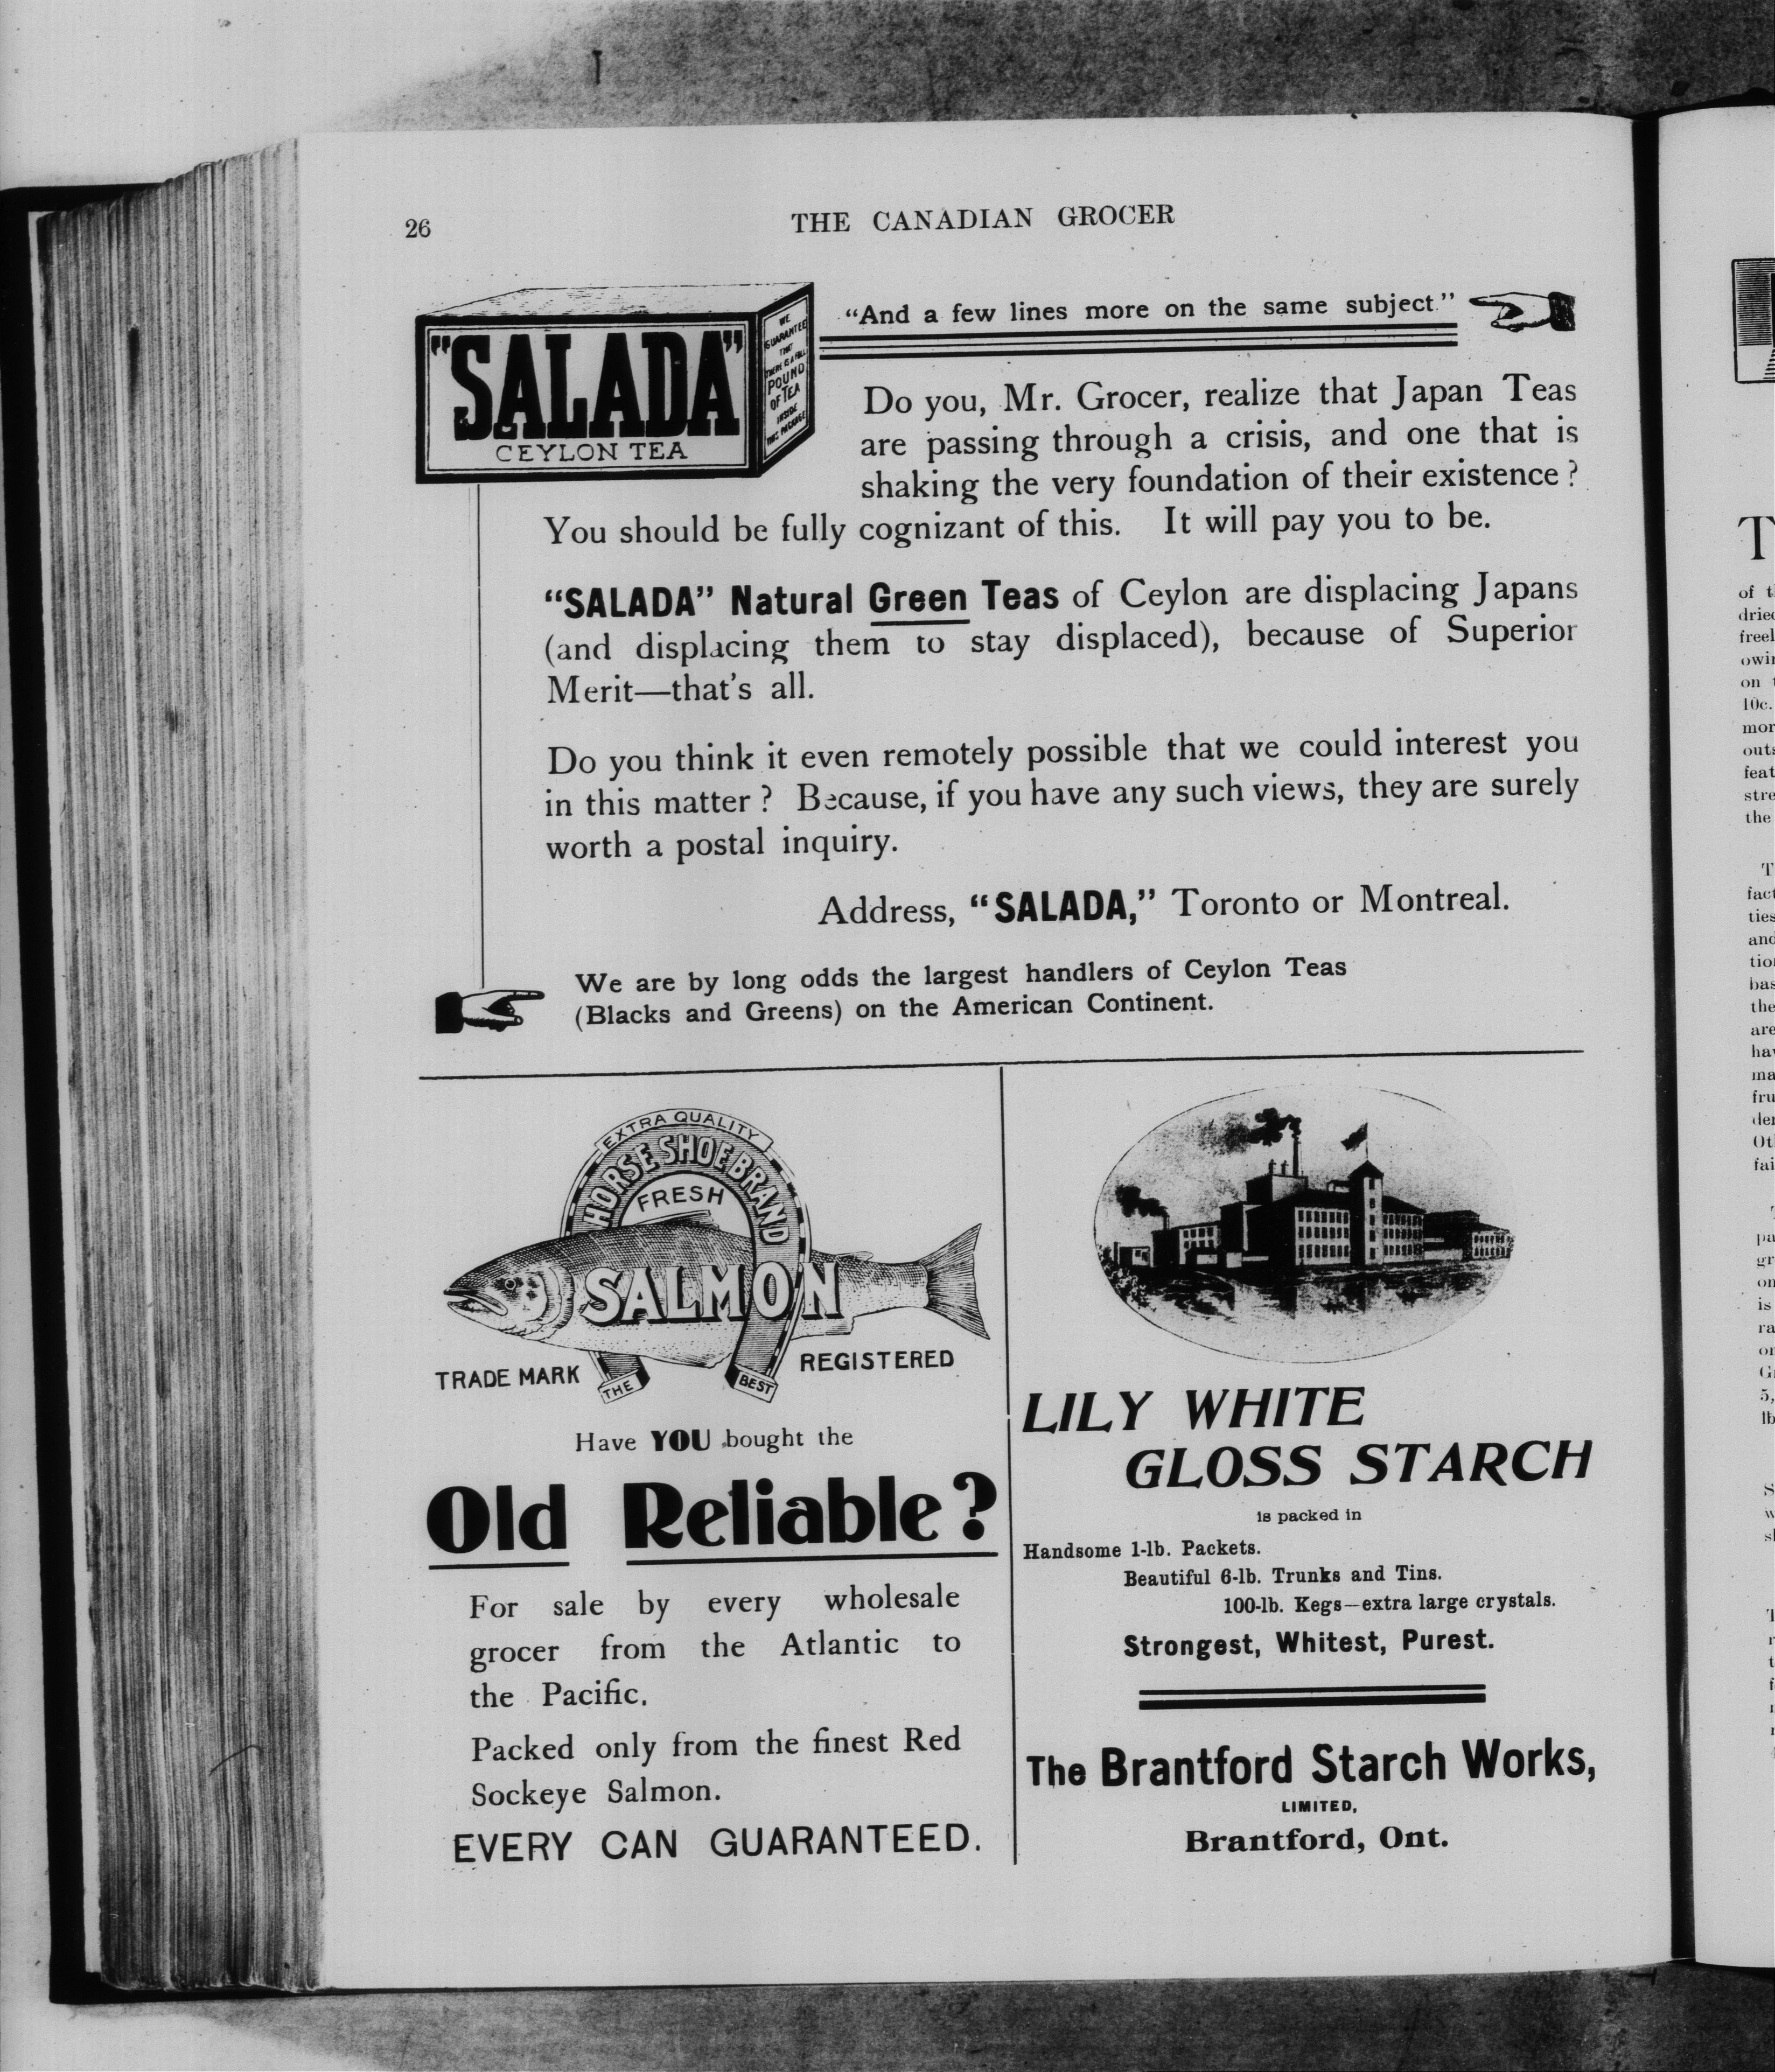 26
THE CANADIAN GROCER
"SALADA"
CEYLON TEA
WE
GUARANTEE
THAT
THERE IS A FULL
POUND
OF TEA
INSIDE
THIS PACKAGE
"And a few lines more on the same subject."
Do you, Mr. Grocer, realize that Japan Teas
are passing through a crisis, and one that is
shaking the very foundation of their existence?
You should be fully cognizant of this. It will pay you to be.
"SALADA" Natural Green Teas of Ceylon are displacing Japans
(and displacing them to stay displaced), because of Superior
Merit—that's all.
Do you think it even remotely possible that we could interest you
in this matter? Because, if you have any such views, they are surely
worth a postal inquiry.
Address, "SALADA," Toronto or Montreal.
We are by long odds the largest handlers of Ceylon Teas
(Blacks and Greens) on the American Continent.
EXTRA QUALITY
HORSE SHOE BRAND
FRESH
SALMON
TRADE MARK
THE
BEST
REGISTERED
Have YOU bought the
Old Reliable?
For sale by every wholesale
grocer from the Atlantic to
the Pacific.
Packed only from the finest Red
Sockeye Salmon.
EVERY CAN GUARANTEED.
LILY WHITE
GLOSS STARCH
is packed in
Handsome 1-lb. Packets.
Beautiful 6-lb. Trunks and Tins.
100-lb. Kegs—extra large crystals.
Strongest, Whitest, Purest.
The Brantford Starch Works,
LIMITED,
Brantford, Ont.